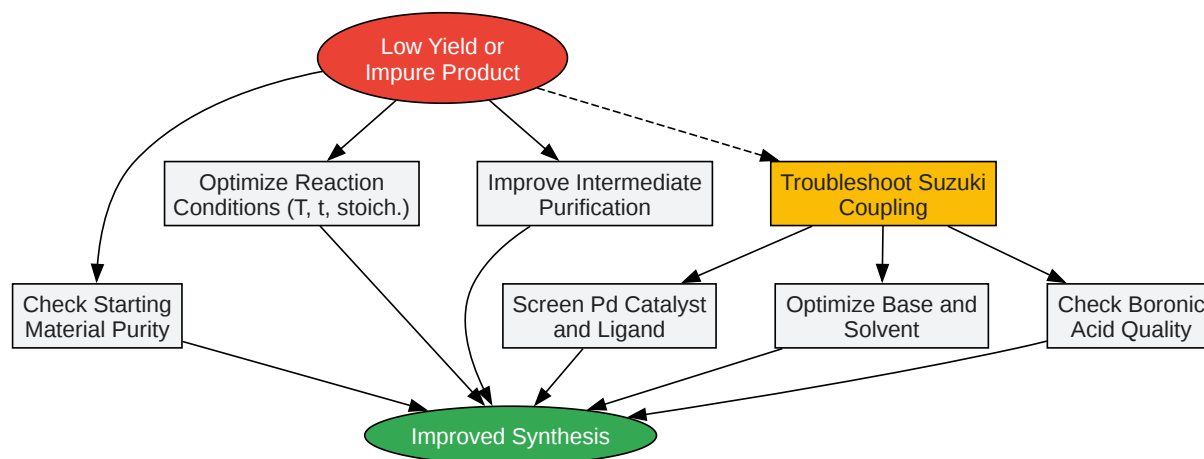 Low Yield or
Impure Product
Optimize Reaction
Conditions (T, t, stoich.)
Improve Intermediate
Purification
Troubleshoot Suzuki
Coupling
Check Starting
Material Purity
Screen Pd Catalyst
and Ligand
Optimize Base and
Solvent
Check Boronic
Acid Quality
Improved Synthesis